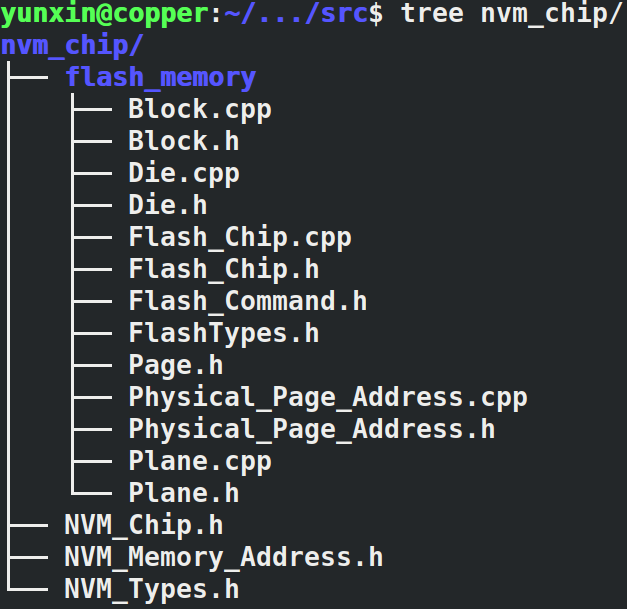 yunxin@copper:~/.../src$ tree nvm_chip/
nvm_chip/
├── flash_memory
│   ├── Block.cpp
│   ├── Block.h
│   ├── Die.cpp
│   ├── Die.h
│   ├── Flash_Chip.cpp
│   ├── Flash_Chip.h
│   ├── Flash_Command.h
│   ├── FlashTypes.h
│   ├── Page.h
│   ├── Physical_Page_Address.cpp
│   ├── Physical_Page_Address.h
│   ├── Plane.cpp
│   └── Plane.h
├── NVM_Chip.h
├── NVM_Memory_Address.h
└── NVM_Types.h